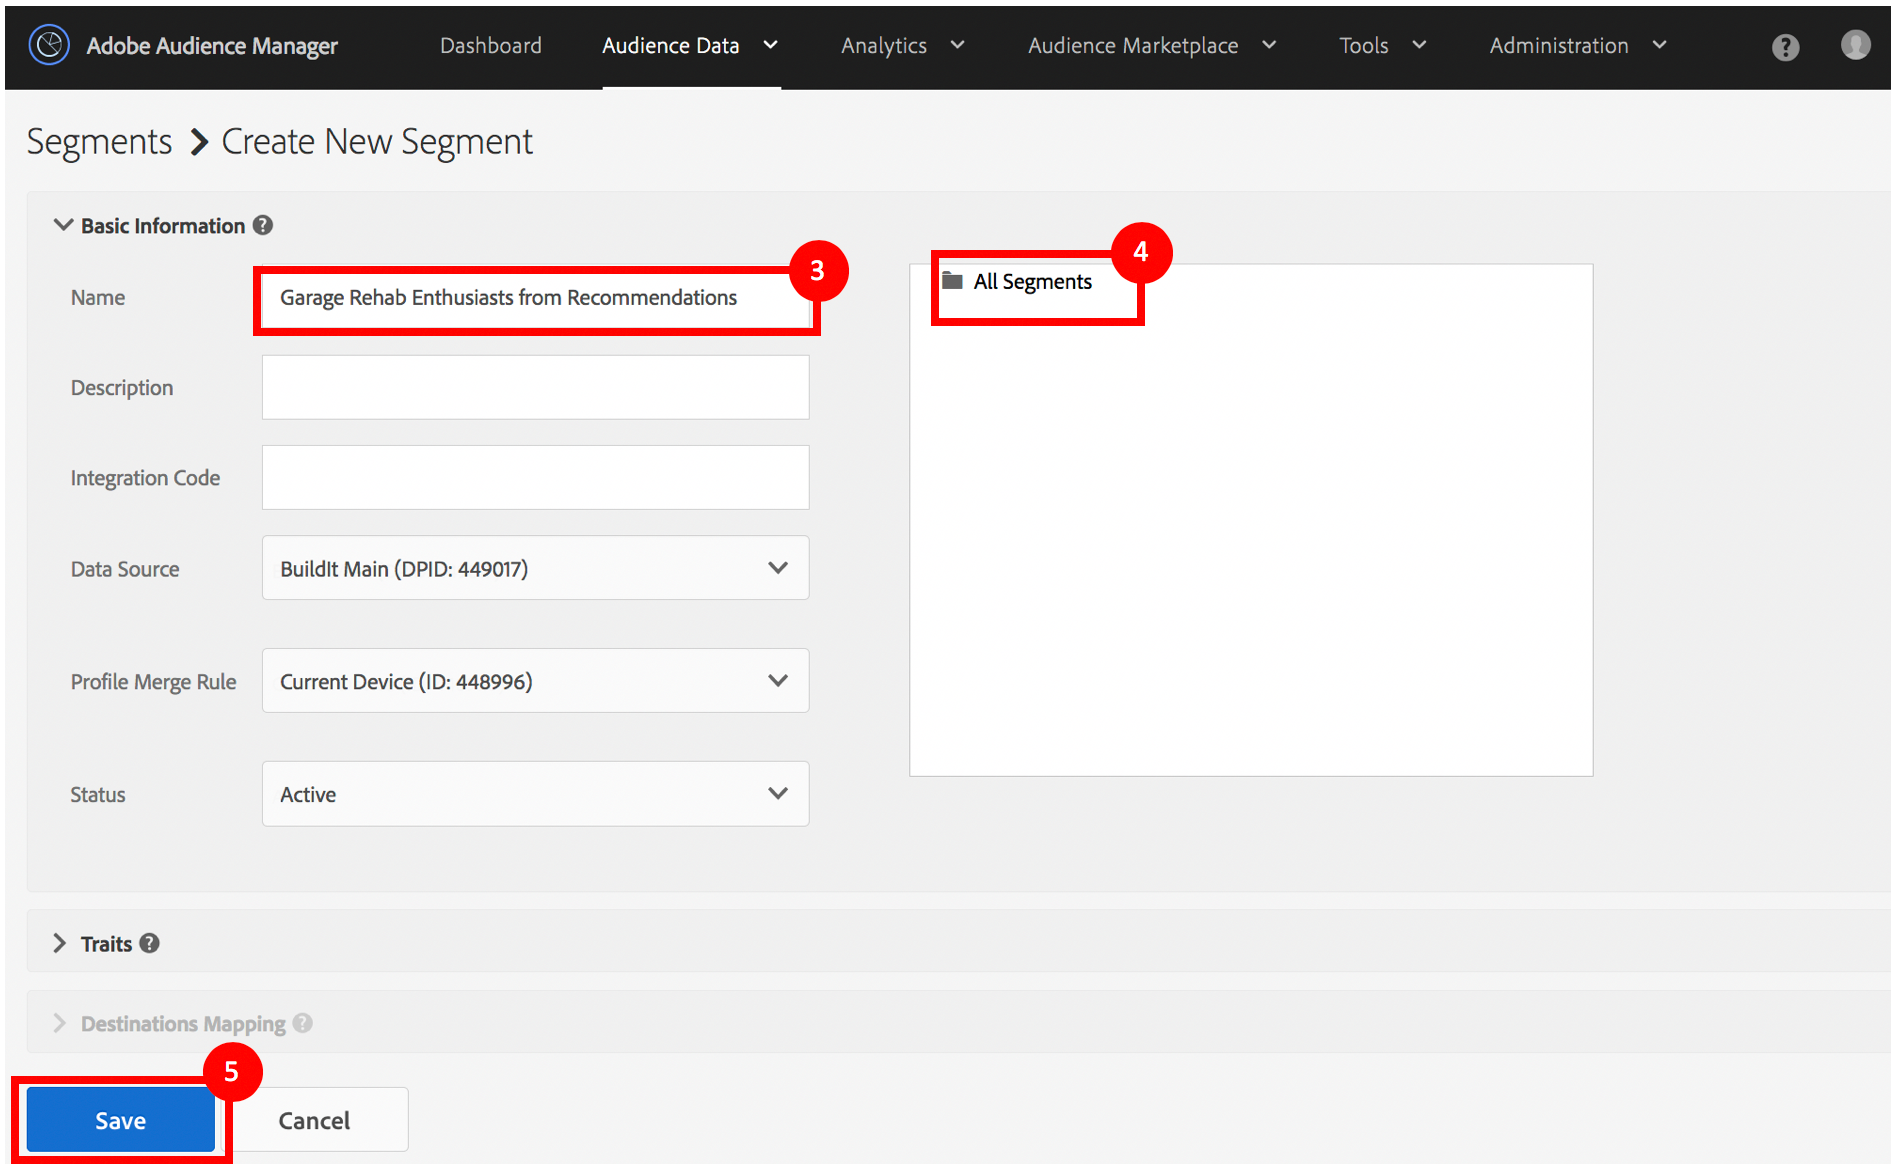 Adobe Audience Manager Dashboard Audience Data Analytics Audience Marketplace Tools Administration ?
Segments > Create New Segment
Basic Information ?
3
4
Name
Garage Rehab Enthusiasts from Recommendations
All Segments
Description
Integration Code
Data Source
BuildIt Main (DPID: 449017)
Profile Merge Rule
Current Device (ID: 448996)
Status
Active
Traits ?
Destinations Mapping ?
5
Save
Cancel